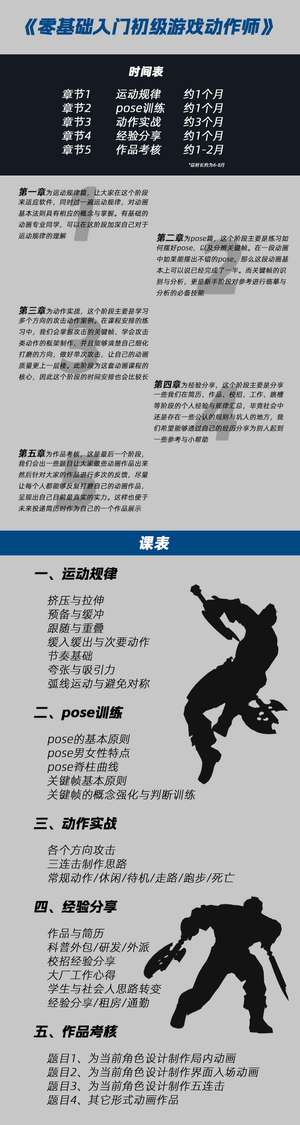 《零基础入门初级游戏动作师》
时间表
章节1 运动规律 约1个月
章节2 pose训练 约1个月
章节3 动作实战 约3个月
章节4 经验分享 约1个月
章节5 作品考核 约1-2月
*总时长约为6-8月
1
第一章为运动规律篇，让大家在这个阶段
来适应软件，同时过一遍运动规律，对动画
基本法则具有相应的概念与掌握。有基础的
动画专业同学，可以在这阶段加深自己对于
运动规律的理解
2
第二章为pose篇，这个阶段主要是练习如
何摆好pose，以及分辨关键帧。在一段动画
中如果能摆出不错的pose，那么这段动画基
本上可以说已经完成了一半。而关键帧的识
别与分析，更是新手阶段对参考进行临摹与
分析的必备技能
3
第三章为动作实战，这个阶段主要是学习
多个方向的攻击动作案例。在课程安排的练
习中，我们会掌握攻击的关键帧，学会攻击
类动作的框架制作，并且能够清楚自己细化
打磨的方向，做好单次攻击，让自己的动画
质量更上一层楼。此阶段为这套动画课程的
核心，因此这个阶段的时间安排也会比较长
4
第四章为经验分享，这个阶段主要是分享
一些我们在简历、作品、校招、工作、跳槽
等阶段的个人经验与规律汇总，毕竟社会中
还是存在一些公认的规则与坑人的地方，我
们希望能够通过自己的经历分享为别人起到
一些参考与小帮助
5
第五章为作品考核，这是最后一个阶段，
我们会出一些题目让大家做些动画作品出来
然后针对大家的作品进行多次的反馈，尽量
让每个人都能够反复打磨自己的动画作品，
呈现出自己目前最真实的实力。这样也便于
未来投递简历时作为自己的一个作品展示
课表
一、运动规律
挤压与拉伸
预备与缓冲
跟随与重叠
缓入缓出与次要动作
节奏基础
夸张与吸引力
弧线运动与避免对称
二、pose训练
pose的基本原则
pose男女性特点
pose脊柱曲线
关键帧基本原则
关键帧的概念强化与判断训练
三、动作实战
各个方向攻击
三连击制作思路
常规动作/休闲/待机/走路/跑步/死亡
四、经验分享
作品与简历
科普外包/研发/外派
校招经验分享
大厂工作心得
学生与社会人思路转变
经验分享/租房/通勤
五、作品考核
题目1、为当前角色设计制作局内动画
题目2、为当前角色设计制作界面入场动画
题目3、为当前角色设计制作五连击
题目4、其它形式动画作品